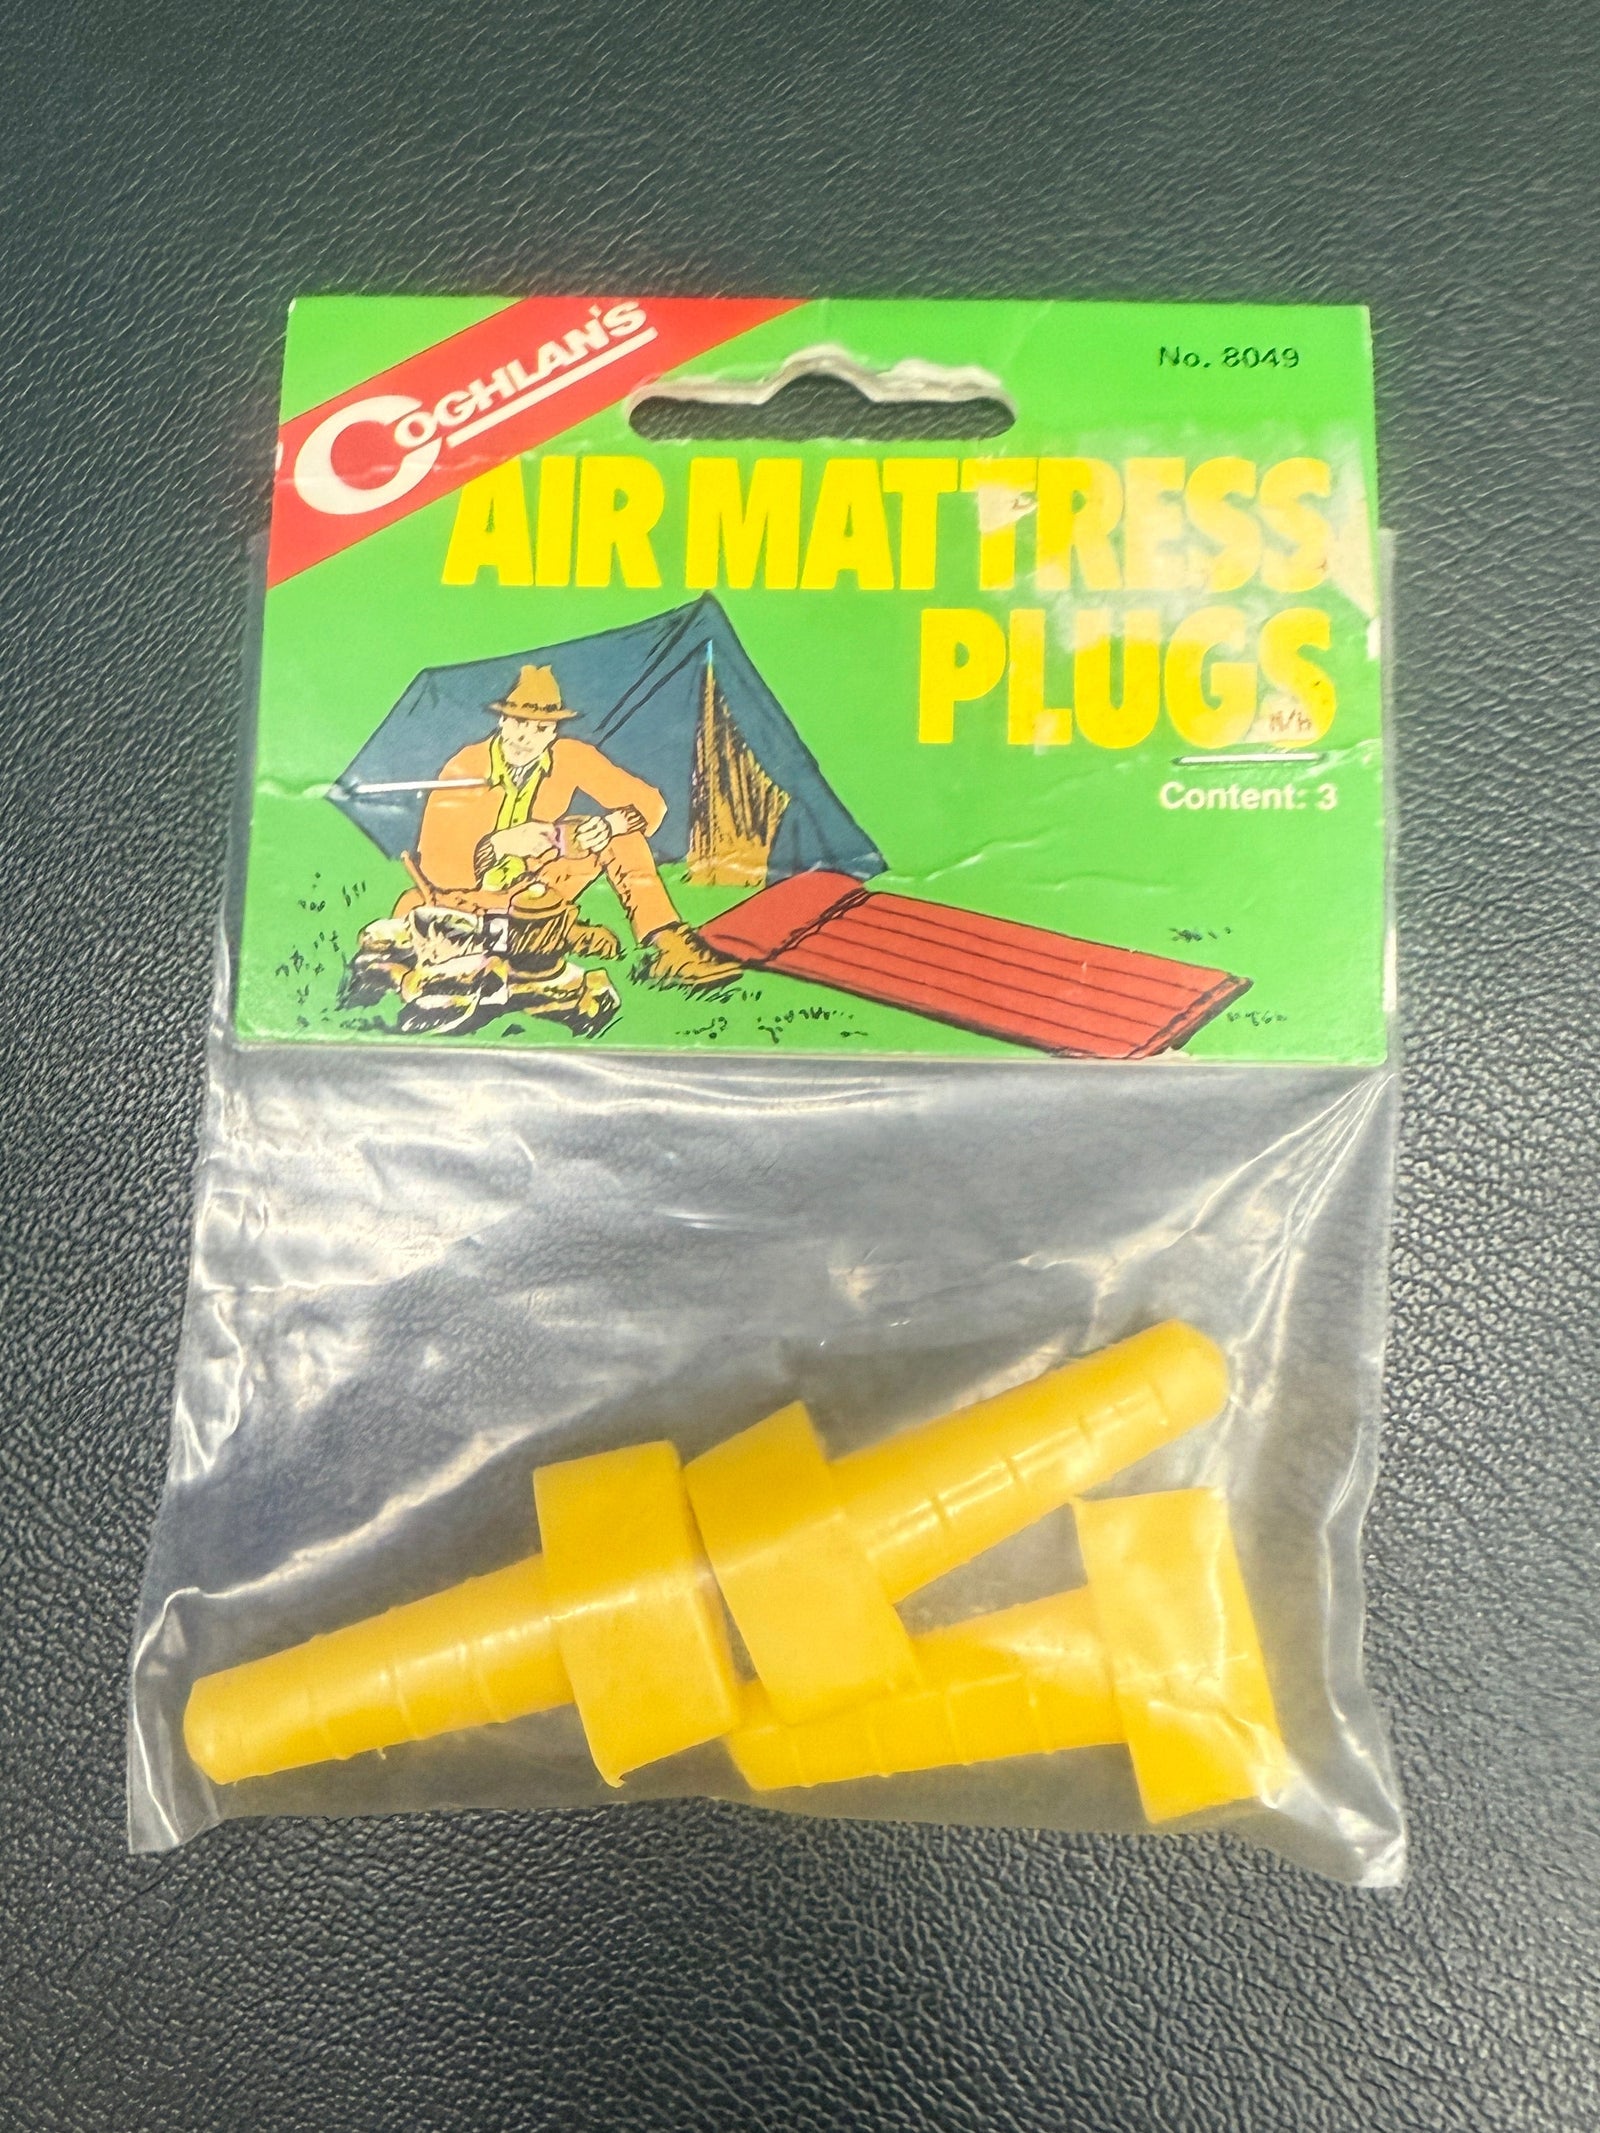 COGHLAN'S
No. 8049
AIR MATTRESS
PLUGS
Content: 3